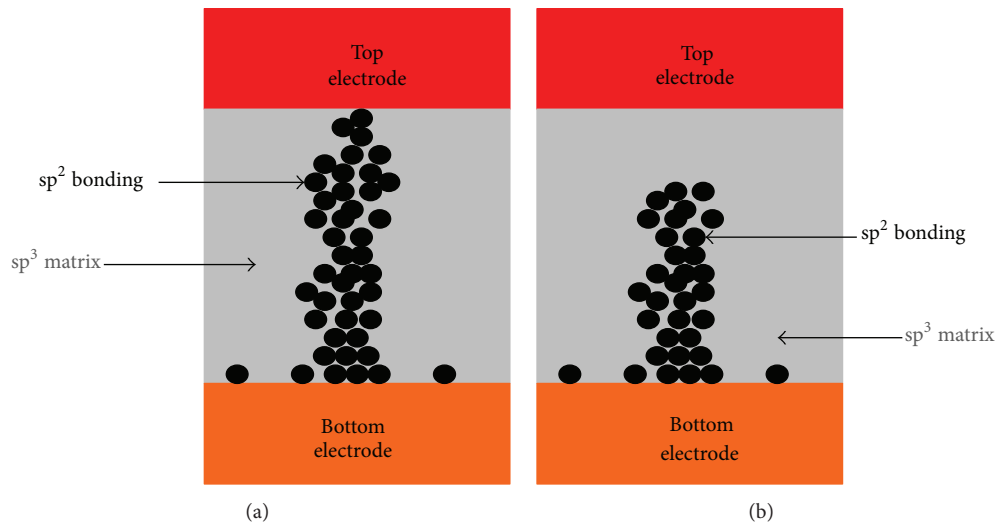 Top
electrode
sp² bonding
sp³ matrix
Bottom
electrode
(a)
Top
electrode
sp² bonding
sp³ matrix
Bottom
electrode
(b)